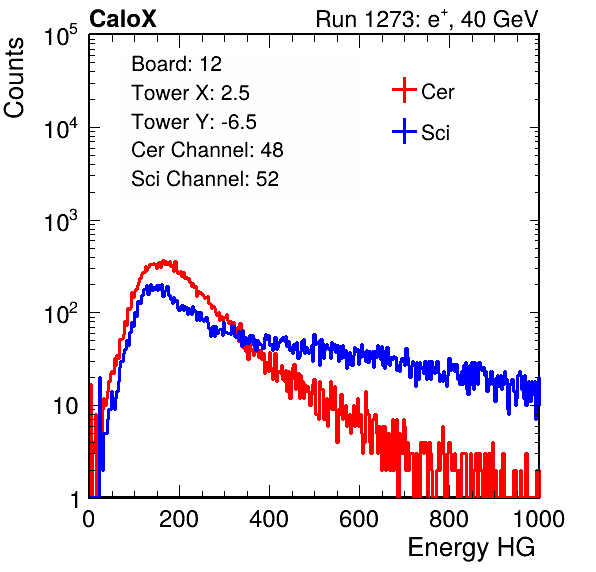 CaloX Run 1273: e⁺, 40 GeV
Counts
Board: 12
Tower X: 2.5
Tower Y: -6.5
Cer Channel: 48
Sci Channel: 52
Cer
Sci
10⁵
10⁴
10³
10²
10
1
0 200 400 600 800 1000
Energy HG